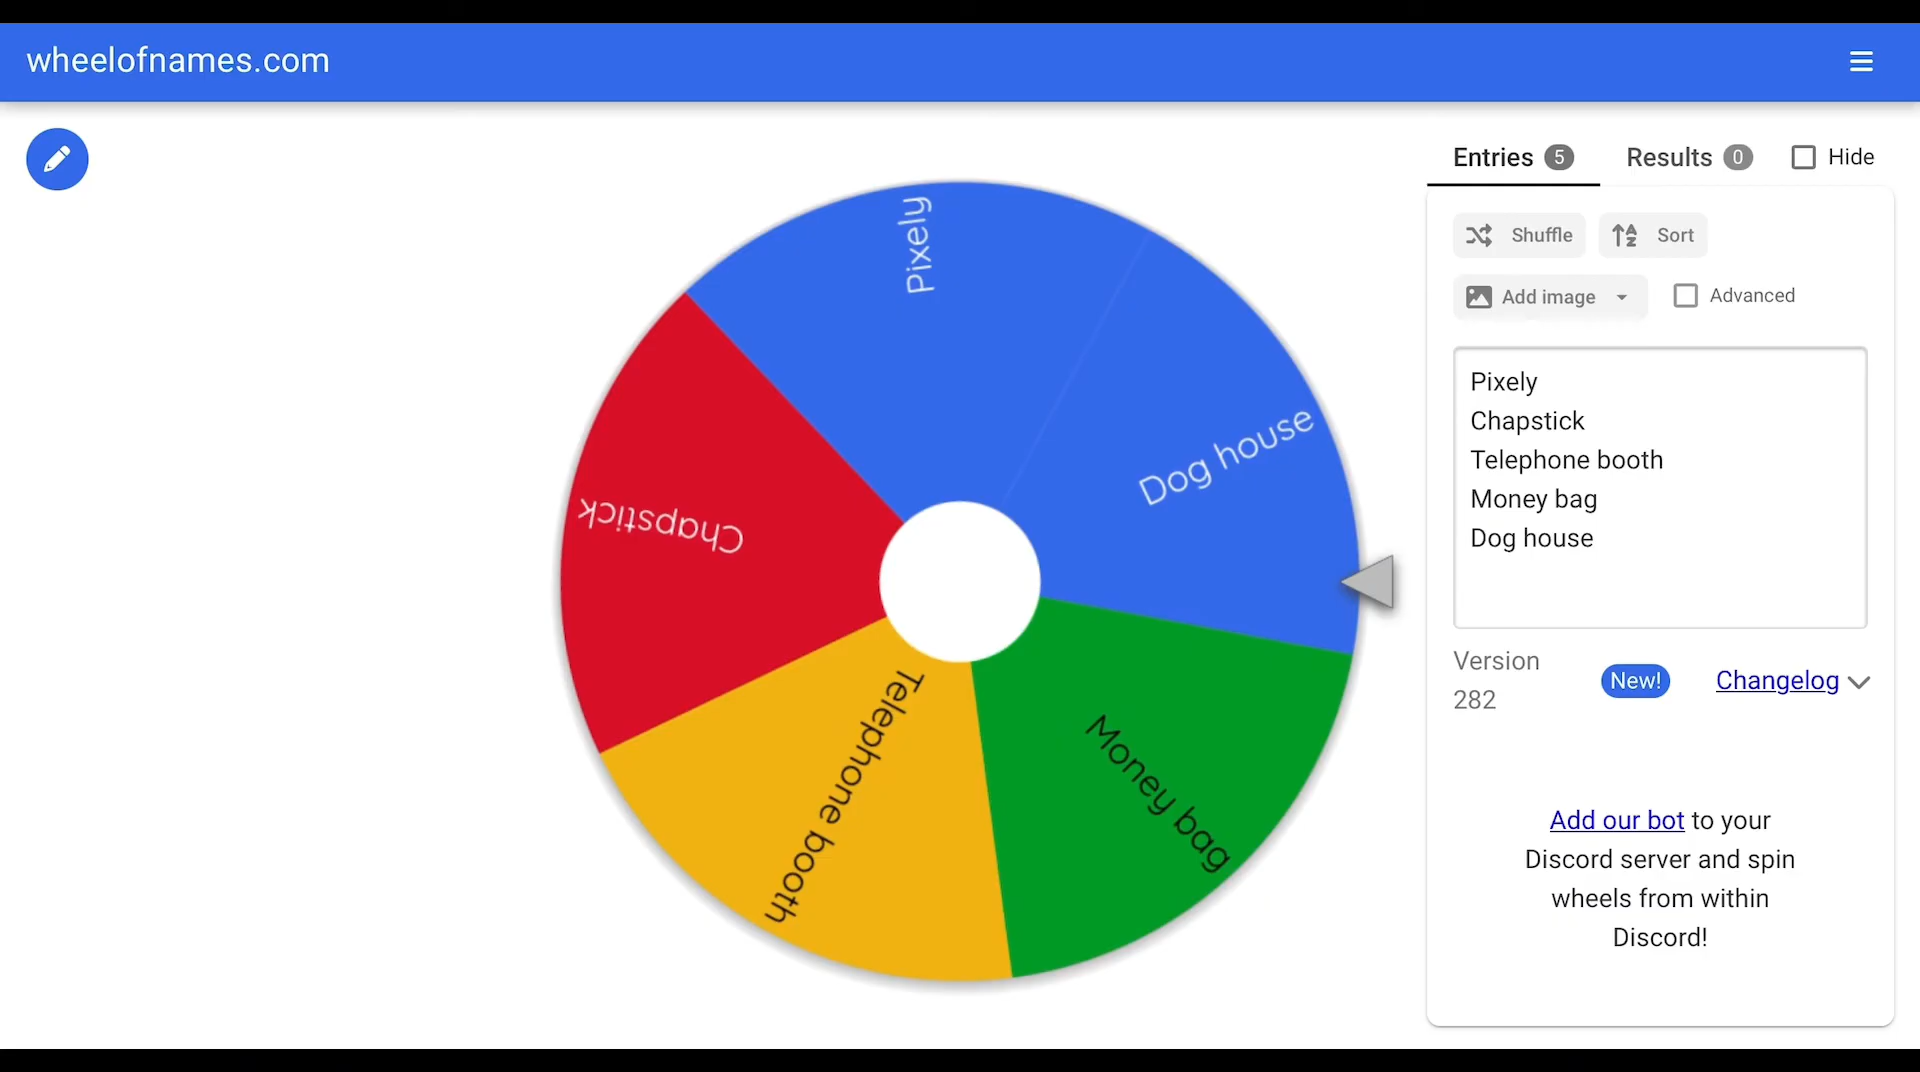 wheelofnames.com
Entries 5
Results 0
Hide
Shuffle
Sort
Add image
Advanced
Pixely
Dog house
Chapstick
Telephone booth
Money bag
Pixely
Chapstick
Telephone booth
Money bag
Dog house
Version
282
New!
Changelog
Add our bot to your
Discord server and spin
wheels from within
Discord!